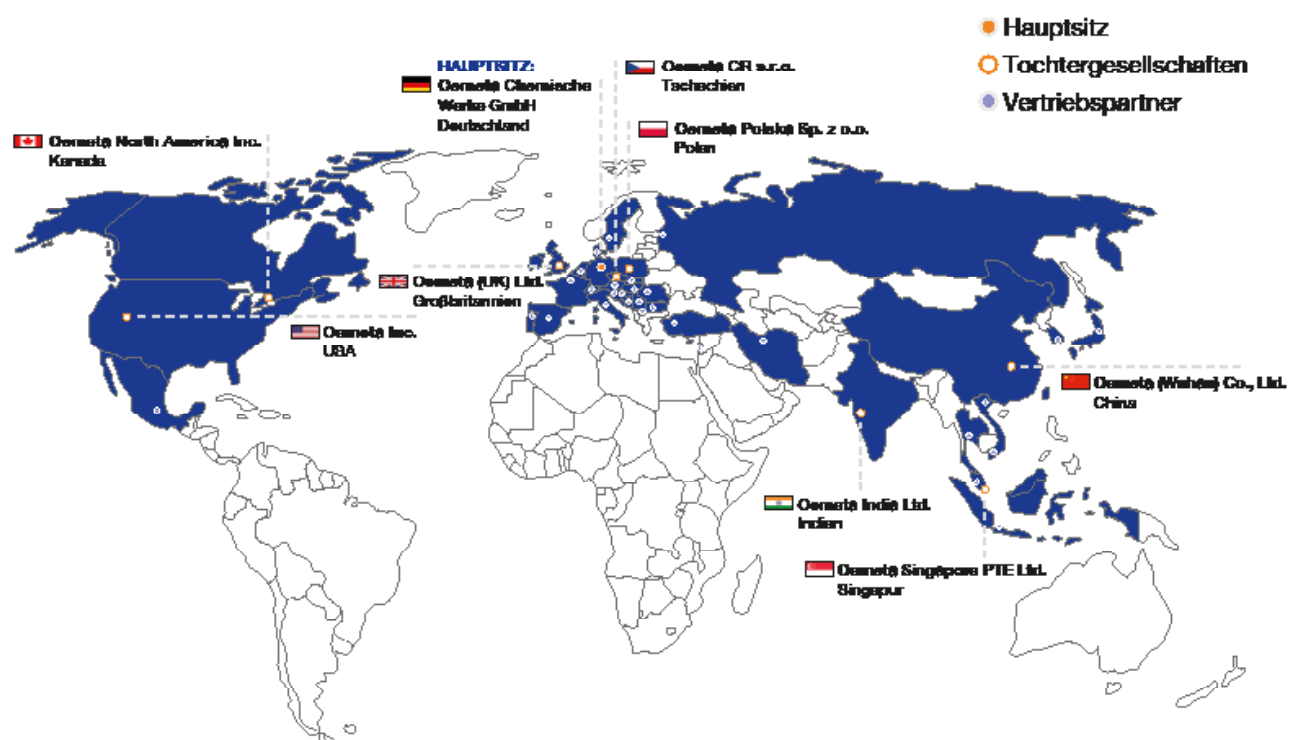 Hauptsitz
Tochtergesellschaften
Vertriebspartner
HAUPTSITZ:
Oemeta Chemische
Werke GmbH
Deutschland
Oemeta CR s.r.o.
Tschechien
Oemeta Polska Sp. z o.o.
Polen
Oemeta North America Inc.
Kanada
Oemeta (UK) Ltd.
Großbritannien
Oemeta Inc.
USA
Oemeta (Wuhan) Co., Ltd.
China
Oemeta India Ltd.
Indien
Oemeta Singapore PTE Ltd.
Singapur